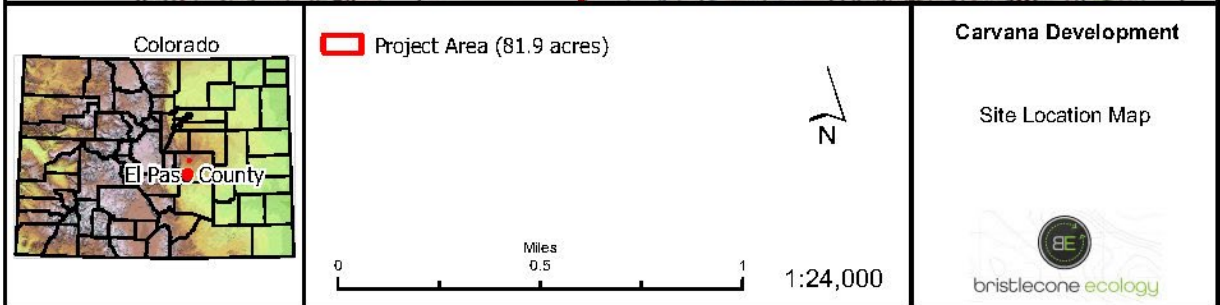 Colorado
El Paso County
Project Area (81.9 acres)
N
Miles
0 0.5 1
1:24,000
Carvana Development
Site Location Map
BE
bristlecone ecology